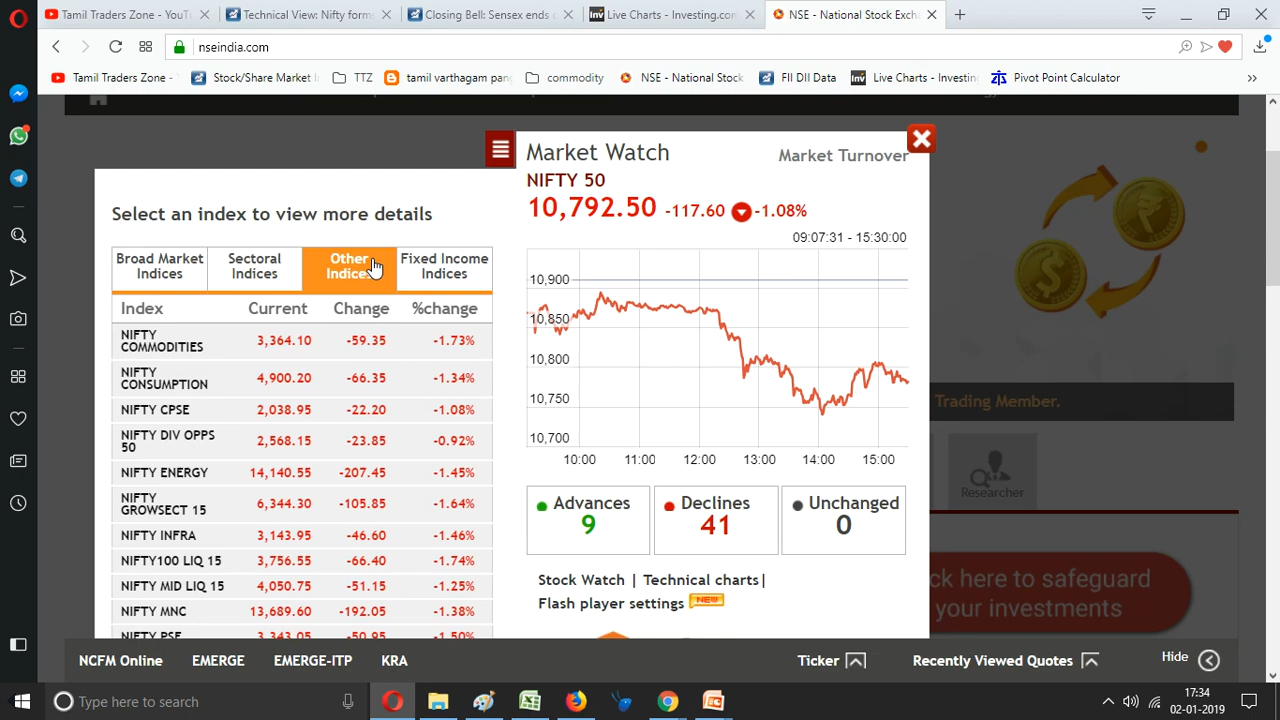 Tamil Traders Zone - YouTu
Technical View: Nifty form
Closing Bell: Sensex ends
Live Charts - Investing.co
NSE - National Stock Exch
nseindia.com
Tamil Traders Zone -
Stock/Share Market
TTZ
tamil varthagam pan
commodity
NSE - National Stock
FII DII Data
Inv
Live Charts - Investin
Pivot Point Calculator
Market Watch
Market Turnover
NIFTY 50
10,792.50 -117.60 -1.08%
09:07:31 - 15:30:00
Select an index to view more details
Broad Market Indices
Sectoral Indices
Other Indices
Fixed Income Indices
Index Current Change %change
NIFTY COMMODITIES 3,364.10 -59.35 -1.73%
NIFTY CONSUMPTION 4,900.20 -66.35 -1.34%
NIFTY CPSE 2,038.95 -22.20 -1.08%
NIFTY DIV OPPS 50 2,568.15 -23.85 -0.92%
NIFTY ENERGY 14,140.55 -207.45 -1.45%
NIFTY GROWSECT 15 6,344.30 -105.85 -1.64%
NIFTY INFRA 3,143.95 -46.60 -1.46%
NIFTY100 LIQ 15 3,756.55 -66.40 -1.74%
NIFTY MID LIQ 15 4,050.75 -51.15 -1.25%
NIFTY MNC 13,689.60 -192.05 -1.38%
NIFTY PSE 3,343.05 -50.95 -1.50%
10,900
10,850
10,800
10,750
10,700
10:00 11:00 12:00 13:00 14:00 15:00
Advances 9
Declines 41
Unchanged 0
Stock Watch | Technical charts|
Flash player settings NEW
Trading Member.
Researcher
ck here to safeguard
your investments
NCFM Online EMERGE EMERGE-ITP KRA
Ticker
Recently Viewed Quotes
Hide
Type here to search
17:34
02-01-2019